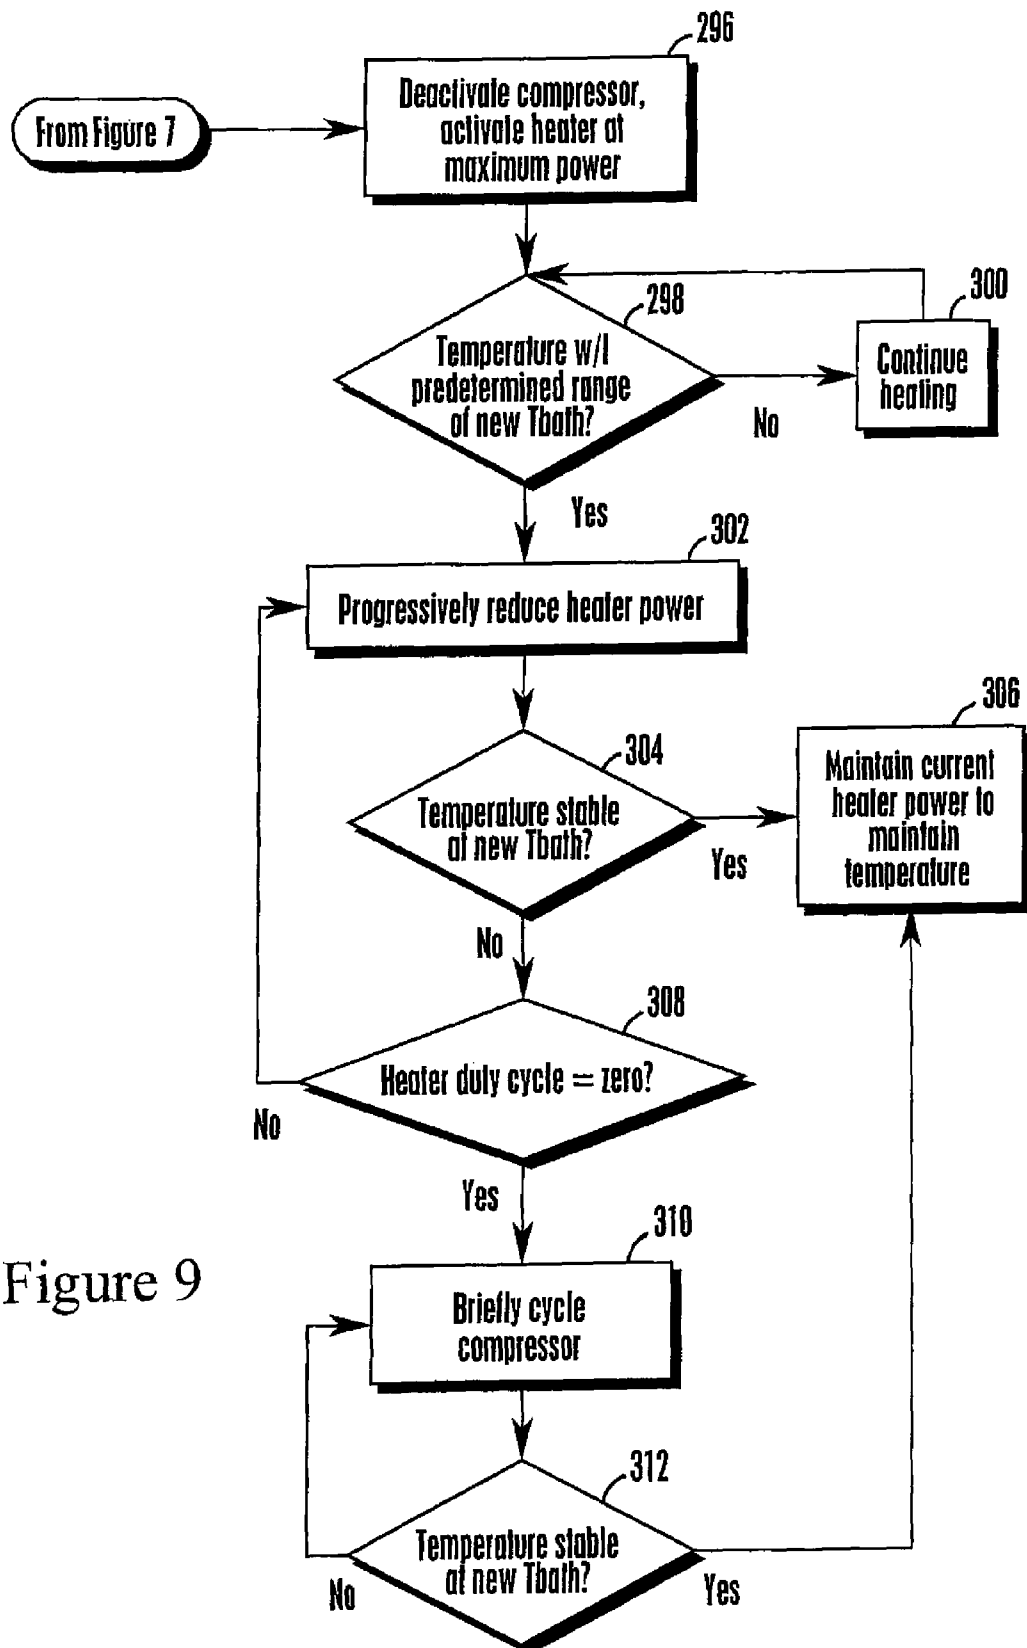 296
From Figure 7
Deactivate compressor,
activate heater at
maximum power
298
300
Temperature w/I
predetermined range
of new Tbath?
Continue
heating
No
Yes
302
Progressively reduce heater power
304
306
Temperature stable
at new Tbath?
Maintain current
heater power to
maintain
temperature
Yes
No
308
Heater duty cycle = zero?
No
Yes
310
Figure 9
Briefly cycle
compressor
312
Temperature stable
at new Tbath?
No
Yes